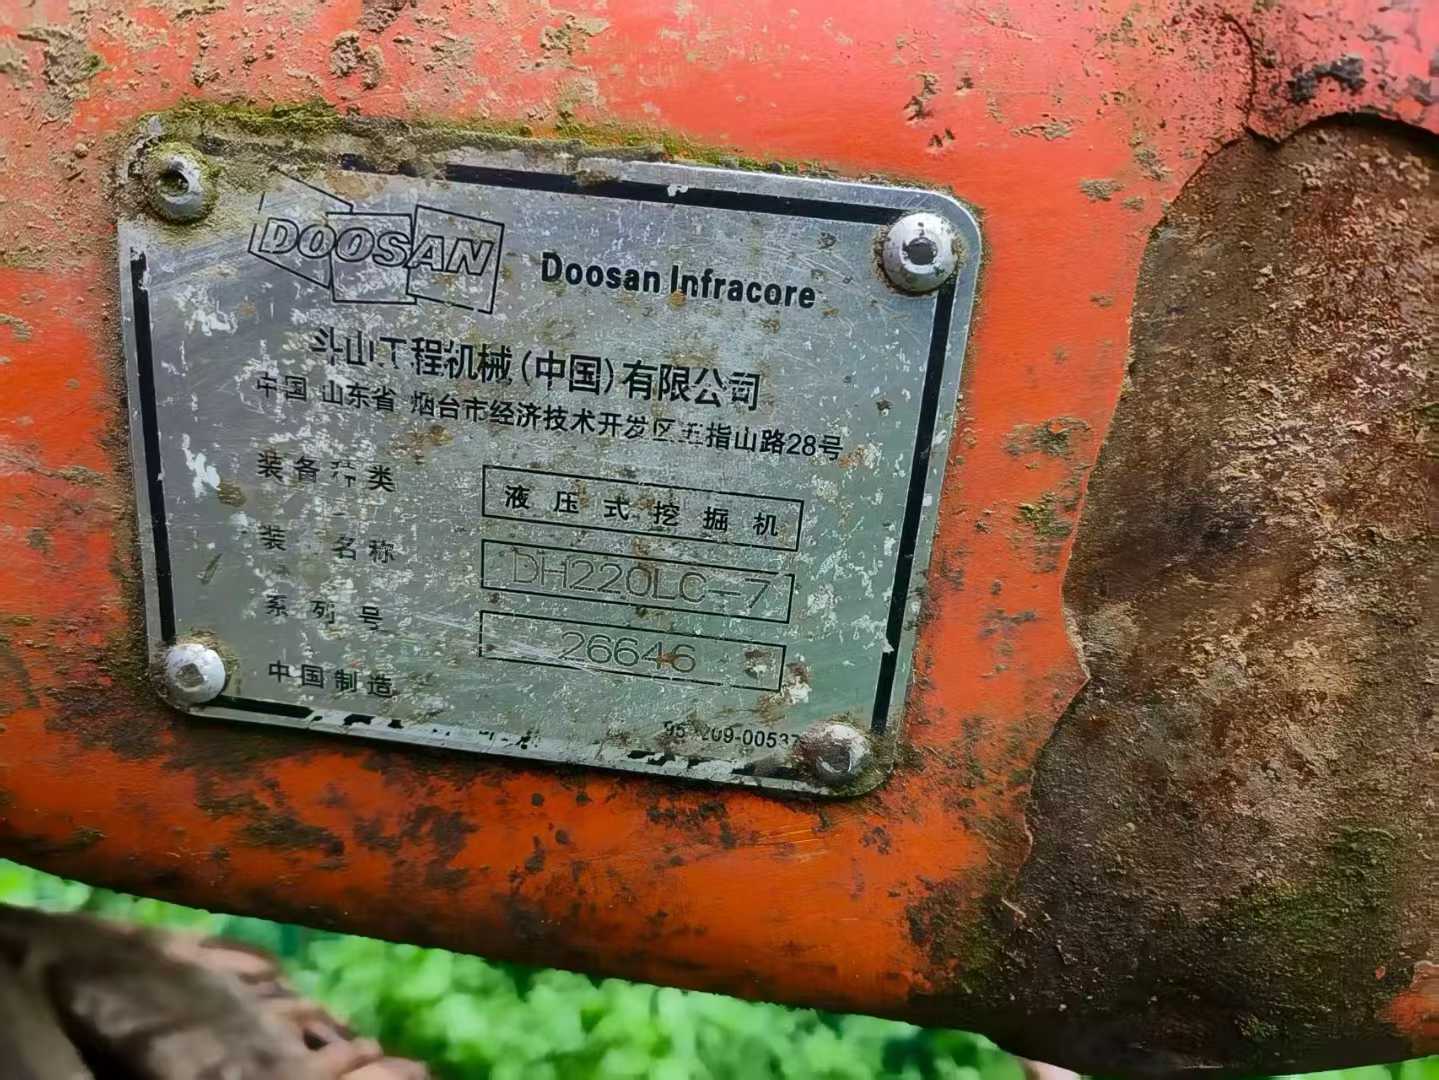 DOOSAN
Doosan Infracore
斗山工程机械(中国)有限公司
中国 山东省 烟台市经济技术开发区五指山路28号
装备种类 液压式挖掘机
装 名称 DH220LC-7
系列号 26646
中国制造
209-00537